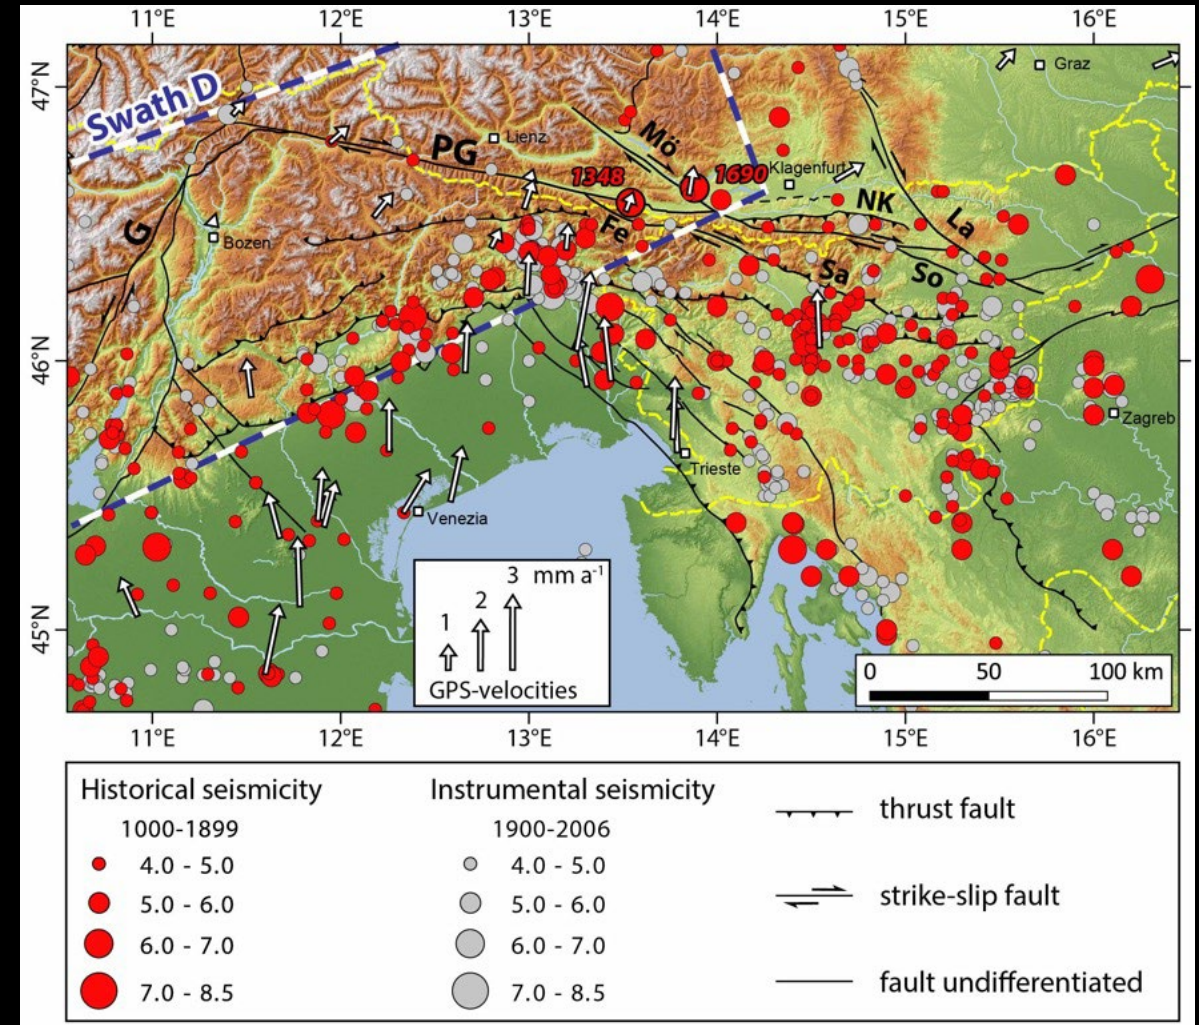 11°E 12°E 13°E 14°E 15°E 16°E
47°N
46°N
45°N
Swath D
Graz
Lienz
PG
Mö
1348
1690
Klagenfurt
NK
La
G
Bozen
Fe
Sa
So
Zagreb
Trieste
Venezia
3 mm a⁻¹
2
1
GPS-velocities
0 50 100 km
11°E 12°E 13°E 14°E 15°E 16°E
Historical seismicity
1000-1899
4.0 - 5.0
5.0 - 6.0
6.0 - 7.0
7.0 - 8.5
Instrumental seismicity
1900-2006
4.0 - 5.0
5.0 - 6.0
6.0 - 7.0
7.0 - 8.5
thrust fault
strike-slip fault
fault undifferentiated